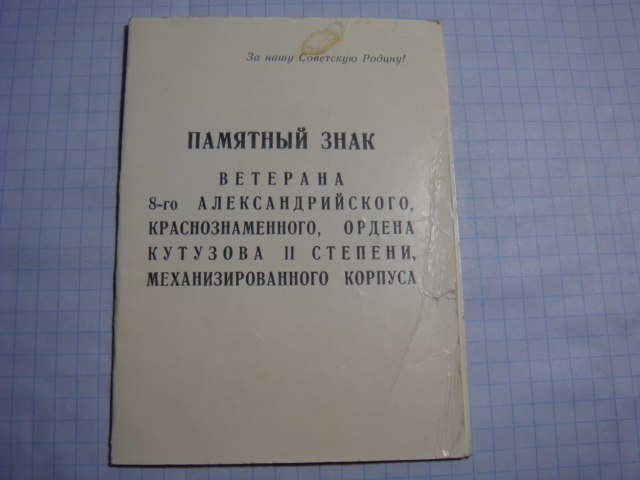 За нашу Советскую Родину!
ПАМЯТНЫЙ ЗНАК
ВЕТЕРАНА
8-го АЛЕКСАНДРИЙСКОГО,
КРАСНОЗНАМЕННОГО, ОРДЕНА
КУТУЗОВА II СТЕПЕНИ,
МЕХАНИЗИРОВАННОГО КОРПУСА